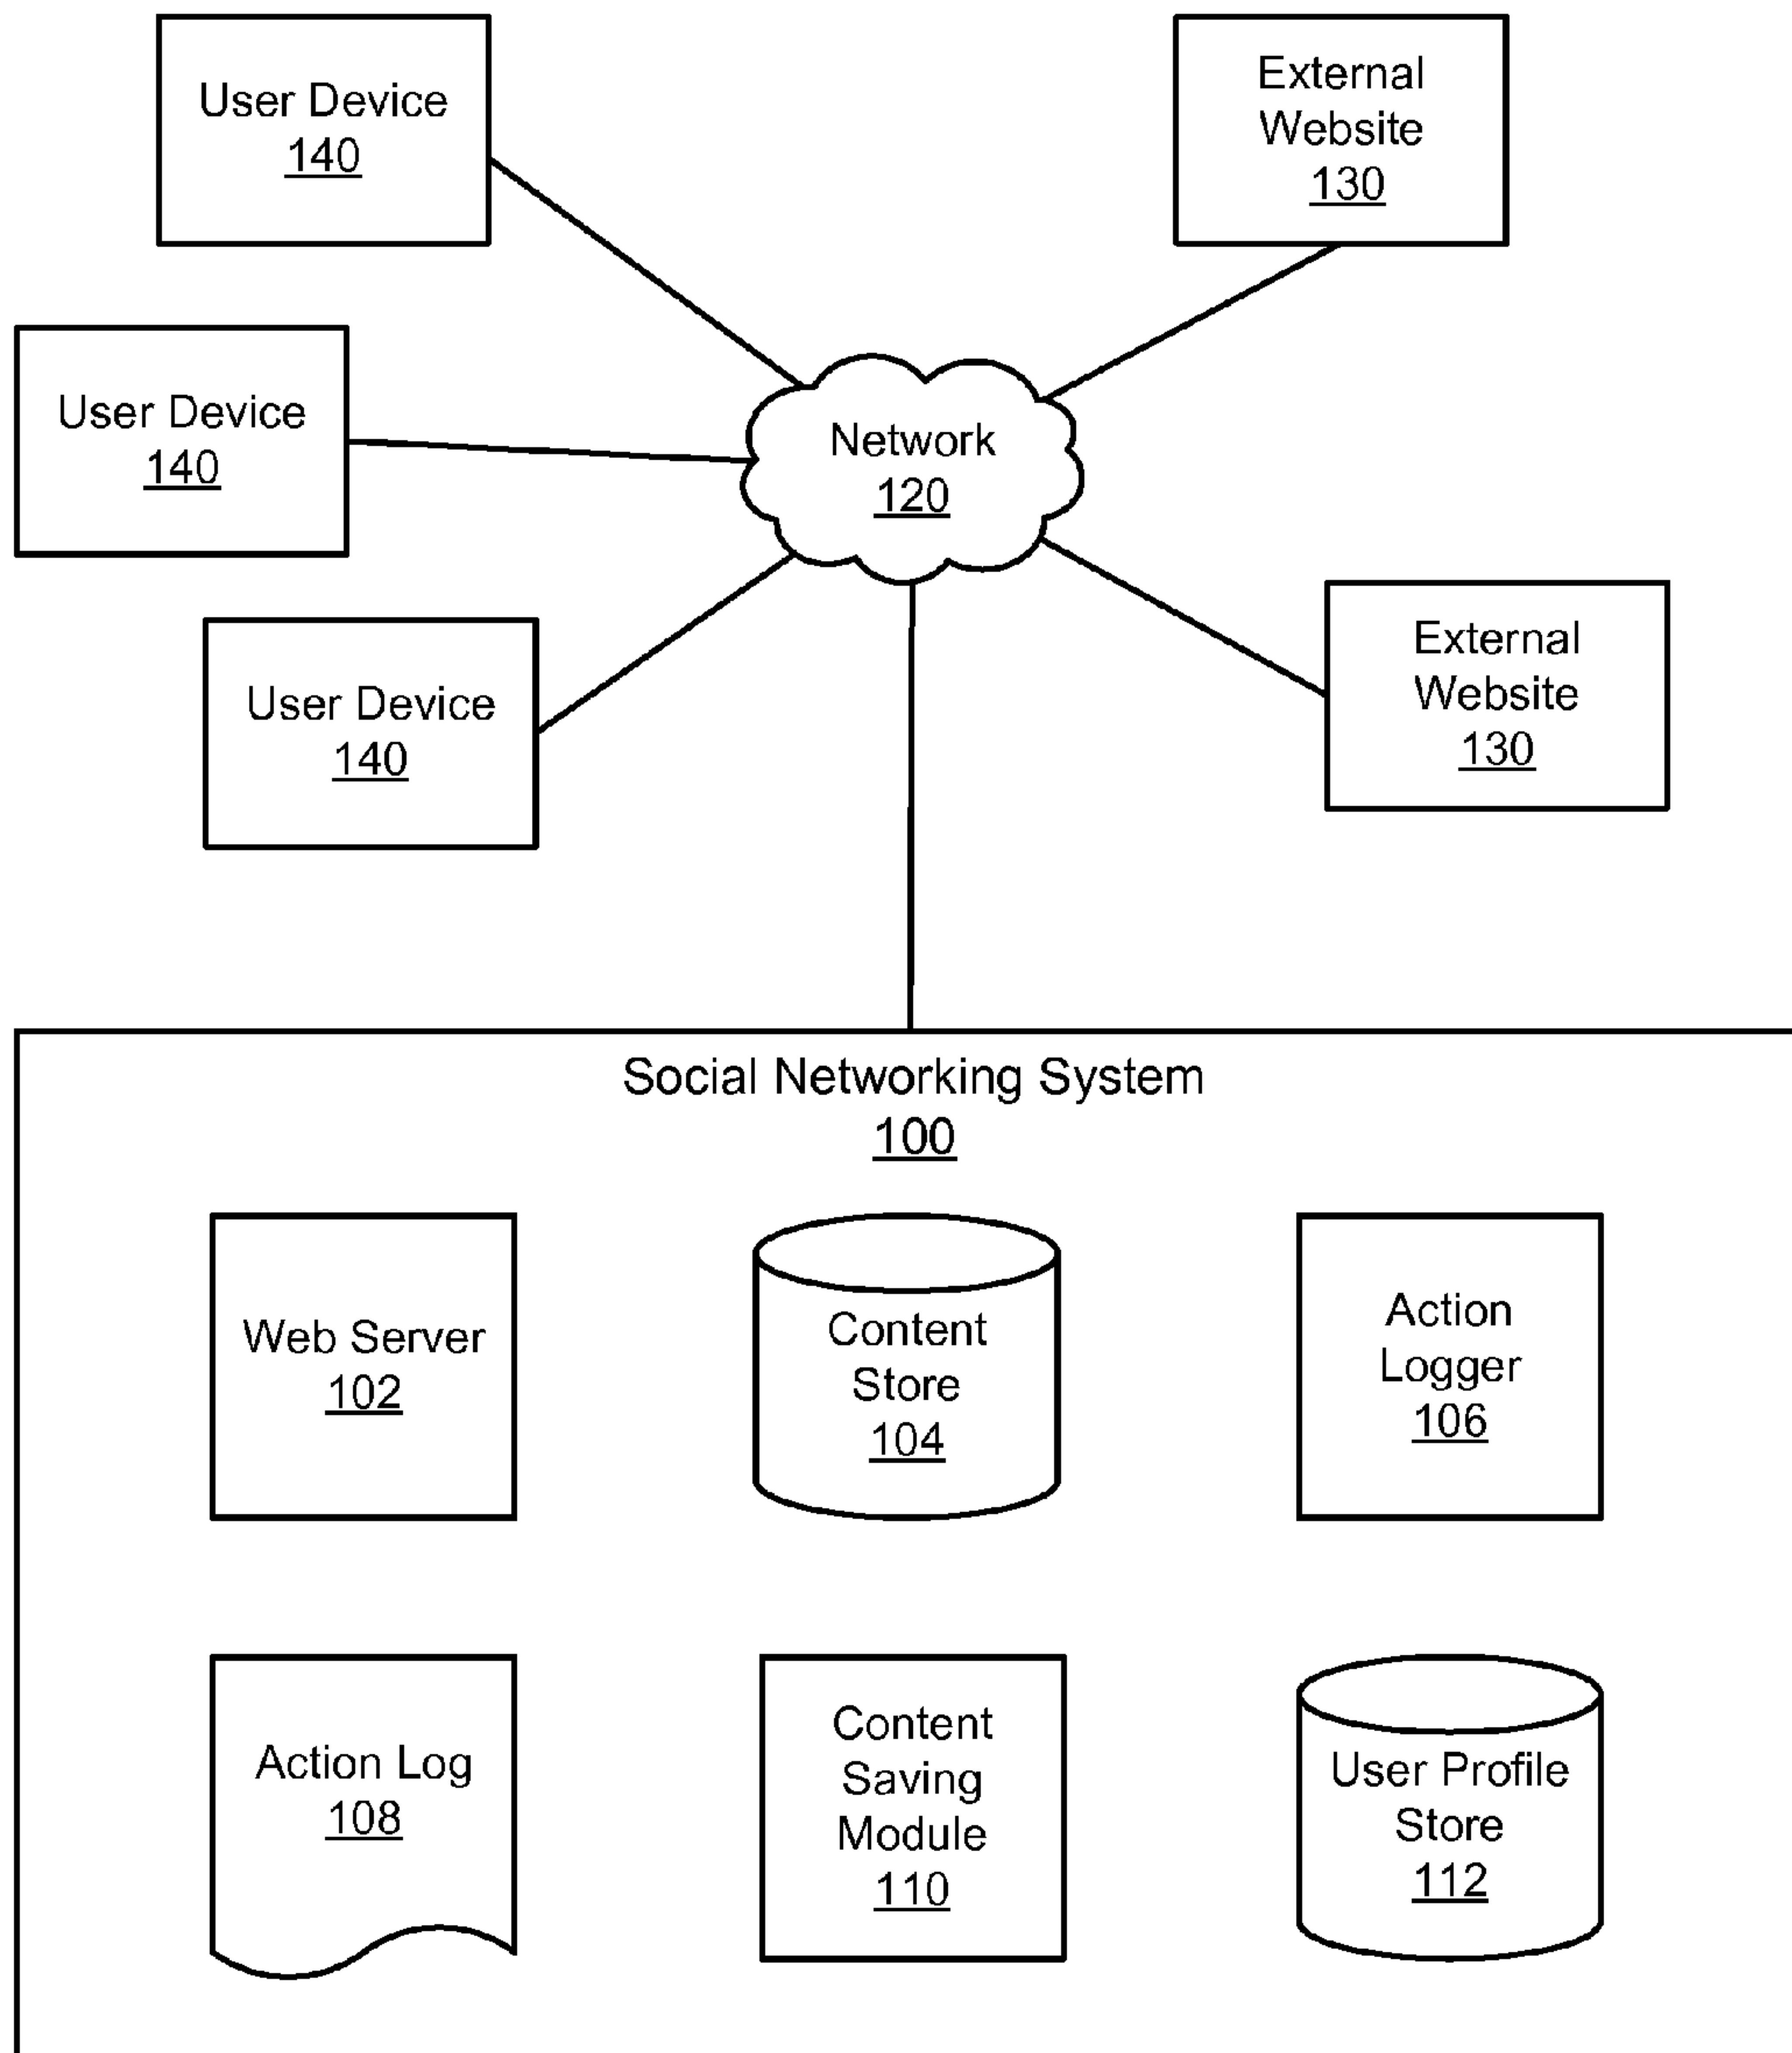 User Device
140
External
Website
130
User Device
140
Network
120
User Device
140
External
Website
130
Social Networking System
100
Web Server
102
Content
Store
104
Action
Logger
106
Action Log
108
Content
Saving
Module
110
User Profile
Store
112